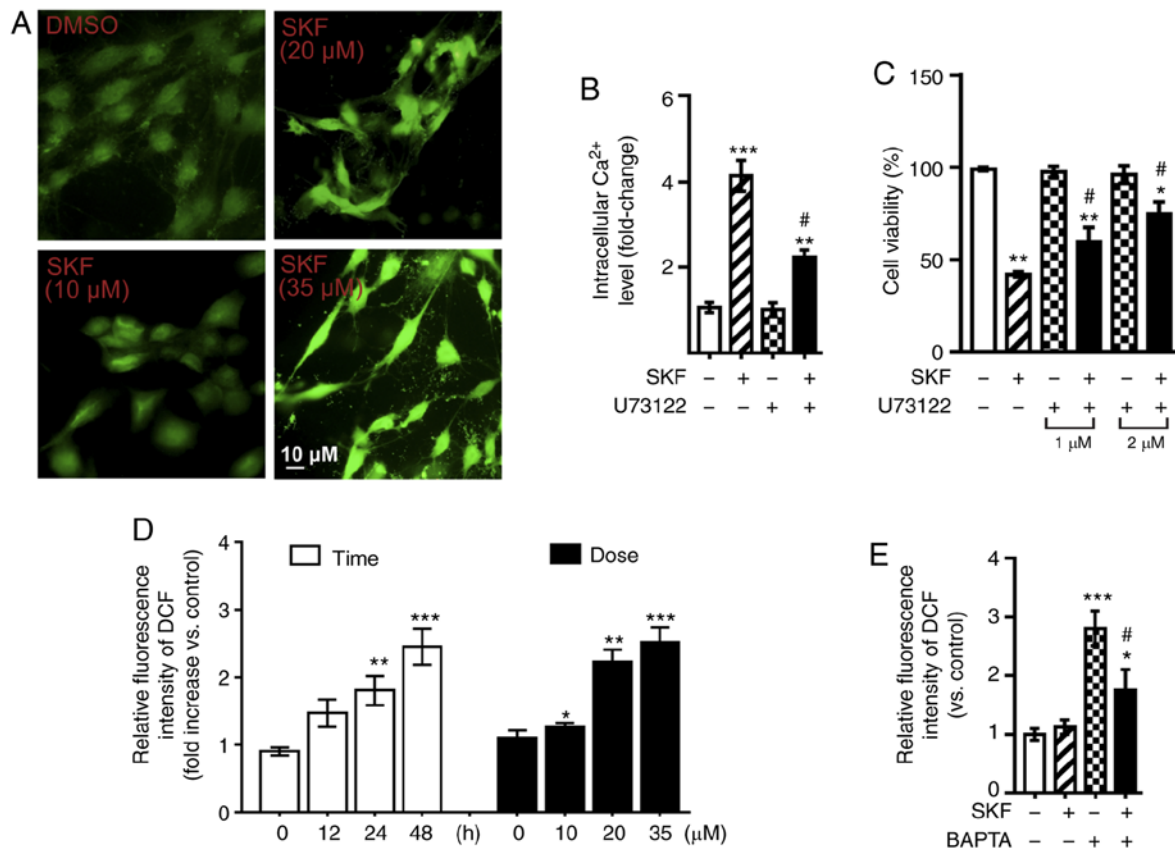 A
DMSO
SKF
(20 µM)
SKF
(10 µM)
SKF
(35 µM)
10 µM
B
Intracellular Ca2+
level (fold-change)
6
4
2
***
#
**
SKF – + – +
U73122 – – + +
C
Cell viability (%)
150
100
50
0
**
#
**
#
*
SKF – + – + – +
U73122 – – + + + +
1 µM 2 µM
D
Relative fluorescence
intensity of DCF
(fold increase vs. control)
4
3
2
1
0
Time Dose
** *** * ** ***
0 12 24 48 (h) 0 10 20 35 (µM)
E
Relative fluorescence
intensity of DCF
(vs. control)
4
3
2
1
0
***
#
*
SKF – + – +
BAPTA – – + +